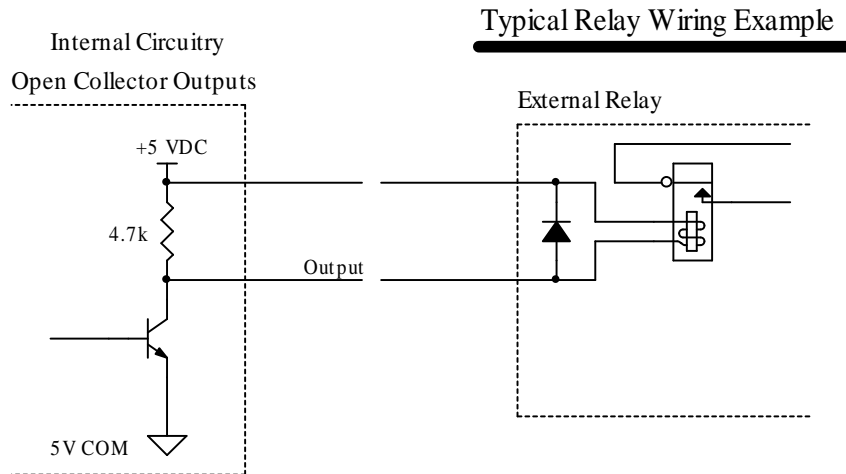 Typical Relay Wiring Example
Internal Circuitry
Open Collector Outputs
External Relay
+5 VDC
4.7k
Output
5V COM